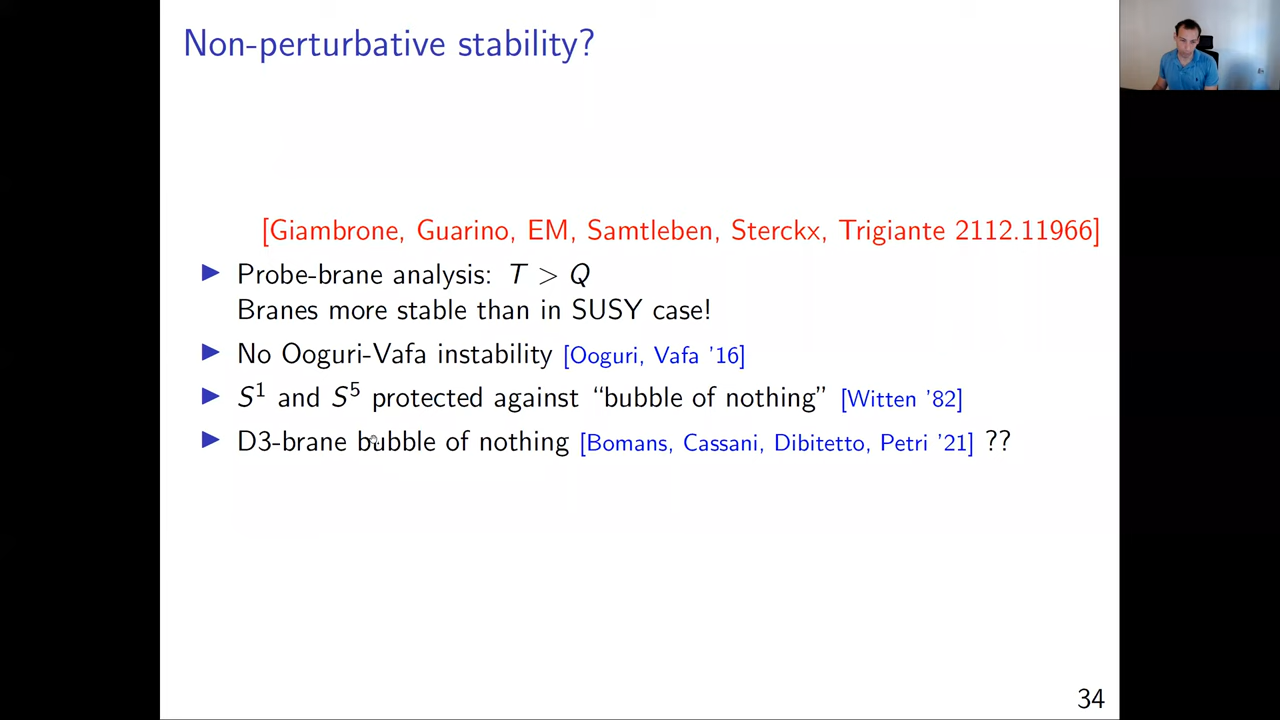 Non-perturbative stability?
[Giambrone, Guarino, EM, Samtleben, Sterckx, Trigiante 2112.11966]
▶ Probe-brane analysis: T > Q
Branes more stable than in SUSY case!
▶ No Ooguri-Vafa instability [Ooguri, Vafa '16]
▶ S¹ and S⁵ protected against “bubble of nothing” [Witten '82]
▶ D3-brane bubble of nothing [Bomans, Cassani, Dibitetto, Petri '21] ??
34